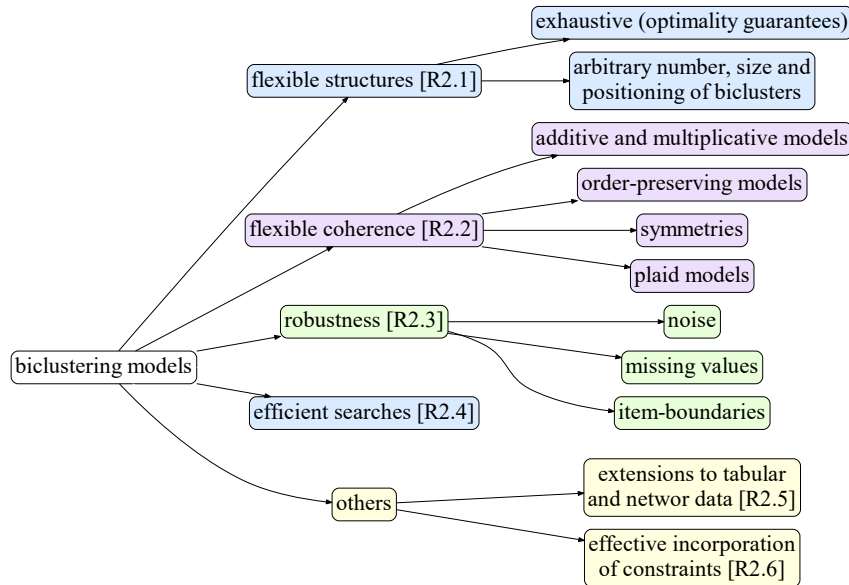 exhaustive (optimality guarantees)
flexible structures [R2.1]
arbitrary number, size and
positioning of biclusters
additive and multiplicative models
order-preserving models
flexible coherence [R2.2]
symmetries
plaid models
robustness [R2.3]
noise
biclustering models
missing values
efficient searches [R2.4]
item-boundaries
others
extensions to tabular
and networ data [R2.5]
effective incorporation
of constraints [R2.6]